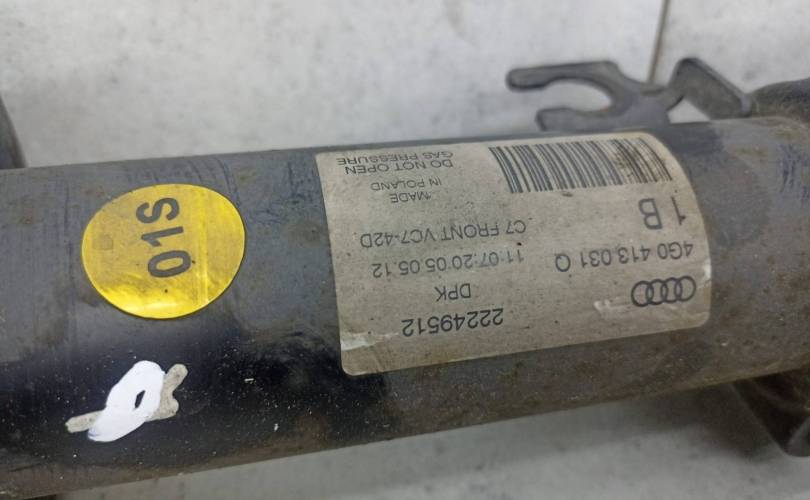 01S
22249512
DPK
4G0 413 031 Q
11:07:20 05.05.12
C7 FRONT VC7-42D
1 B
MADE
IN POLAND
DO NOT OPEN
GAS PRESSURE
0